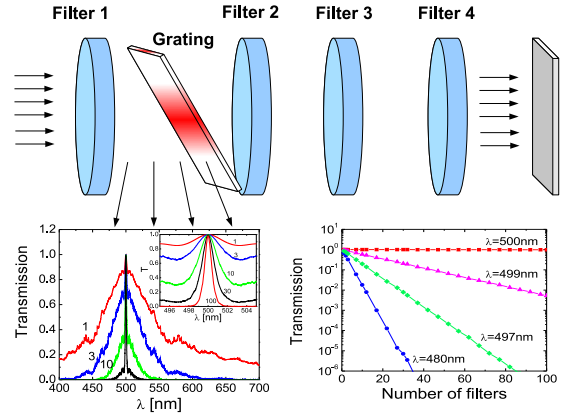 Filter 1
Filter 2
Filter 3
Filter 4
Grating
1.2
1.0
0.8
0.6
0.4
0.2
0.0
Transmission
400 450 500 550 600 650 700
λ [nm]
1
3
10
1.0
0.8
0.6
0.4
0.2
0.0
T
496 498 500 502 504
λ [nm]
1
3
10
30
100
10^1
10^0
10^-1
10^-2
10^-3
10^-4
10^-5
10^-6
Transmission
0 20 40 60 80 100
Number of filters
λ=500nm
λ=499nm
λ=497nm
λ=480nm